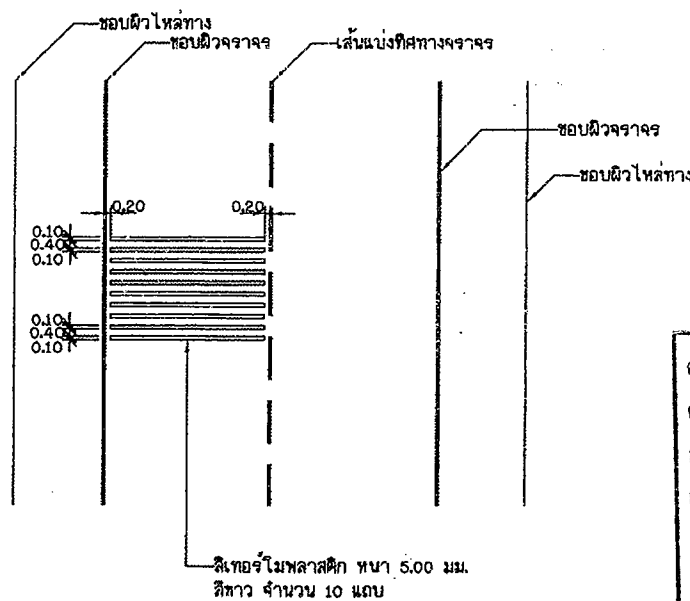 ขอบผิวไหล่ทาง
ขอบผิวจราจร
เส้นแบ่งทิศทางจราจร
ขอบผิวจราจร
ขอบผิวไหล่ทาง
0.20
0.20
0.10
0.40
0.10
0.10
0.40
0.10
สีเทอร์โมพลาสติก หนา 5.00 มม.
สีขาว จำนวน 10 แถบ